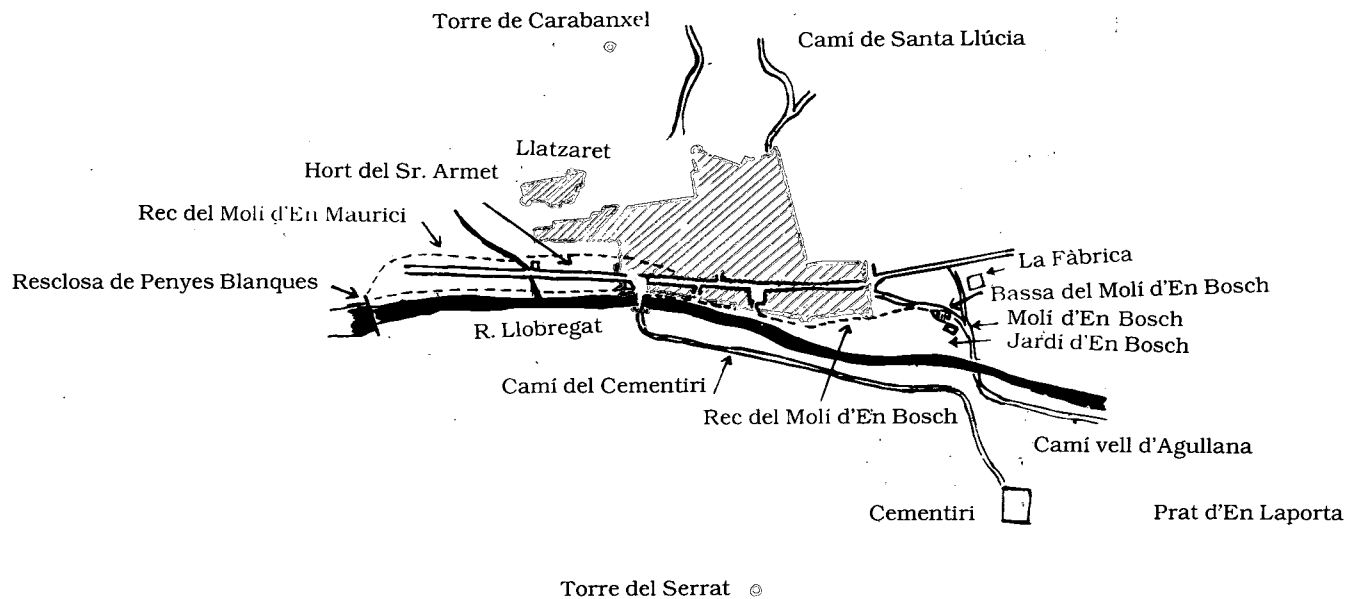 Torre de Carabanxel
Camí de Santa Llúcia
Llatzaret
Hort del Sr. Armet
Rec del Molí d'En Maurici
Resclosa de Penyes Blanques
La Fàbrica
Bassa del Molí d'En Bosch
Molí d'En Bosch
Jardí d'En Bosch
R. Llobregat
Camí del Cementiri
Rec del Molí d'En Bosch
Camí vell d'Agullana
Cementiri
Prat d'En Laporta
Torre del Serrat